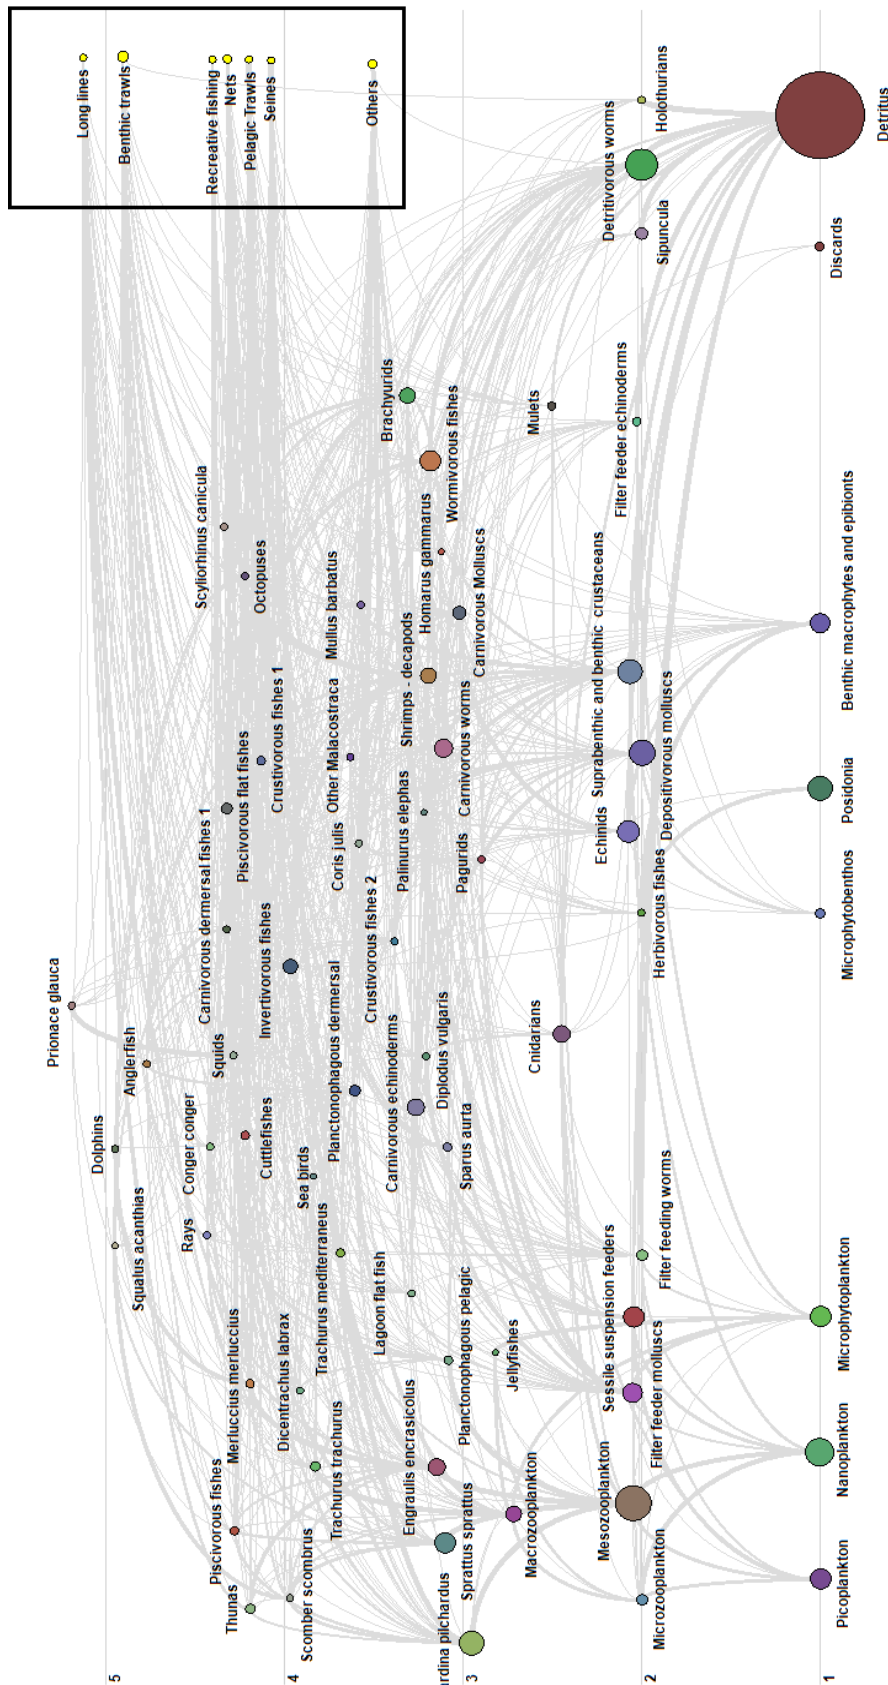 Long lines
Benthic trawls
Recreative fishing
Nets
Pelagic Trawls
Seines
Others
Holothurians
Detritus
Detritivorous worms
Sipuncula
Discards
Brachyurids
Wormivorous fishes
Mulets
Filter feeder echinoderms
Scyliorhinus canicula
Octopuses
Mullus barbatus
Homarus gammarus
Carnivorous Molluscs
Shrimps - decapods
Suprabenthic and benthic crustaceans
Benthic macrophytes and epibionts
Crustivorous fishes 1
Other Malacostraca
Carnivorous worms
Depositivorous molluscs
Posidonia
Piscivorous flat fishes
Coris julis
Palinurus elephas
Pagurids
Echinids
Herbivorous fishes
Microphytobenthos
Carnivorous dermersal fishes 1
Invertivorous fishes
Crustivorous fishes 2
Prionace glauca
Anglerfish
Squids
Planctonophagous dermersal
Carnivorous echinoderms
Diplodus vulgaris
Cnidarians
Dolphins
Conger conger
Cuttlefishes
Sea birds
Sparus aurta
Squalus acanthias
Rays
Trachurus mediterraneus
Lagoon flat fish
Filter feeding worms
Sessile suspension feeders
Microphytoplankton
Merluccius merluccius
Dicentrachus labrax
Planctonophagous pelagic
Jellyfishes
Filter feeder molluscs
Piscivorous fishes
Trachurus trachurus
Engraulis encrasicolus
Macrozooplankton
Mesozooplankton
Nanoplankton
Thunas
Scomber scombrus
Sprattus sprattus
ardina pilchardus
Microzooplankton
Picoplankton
5
4
3
2
1